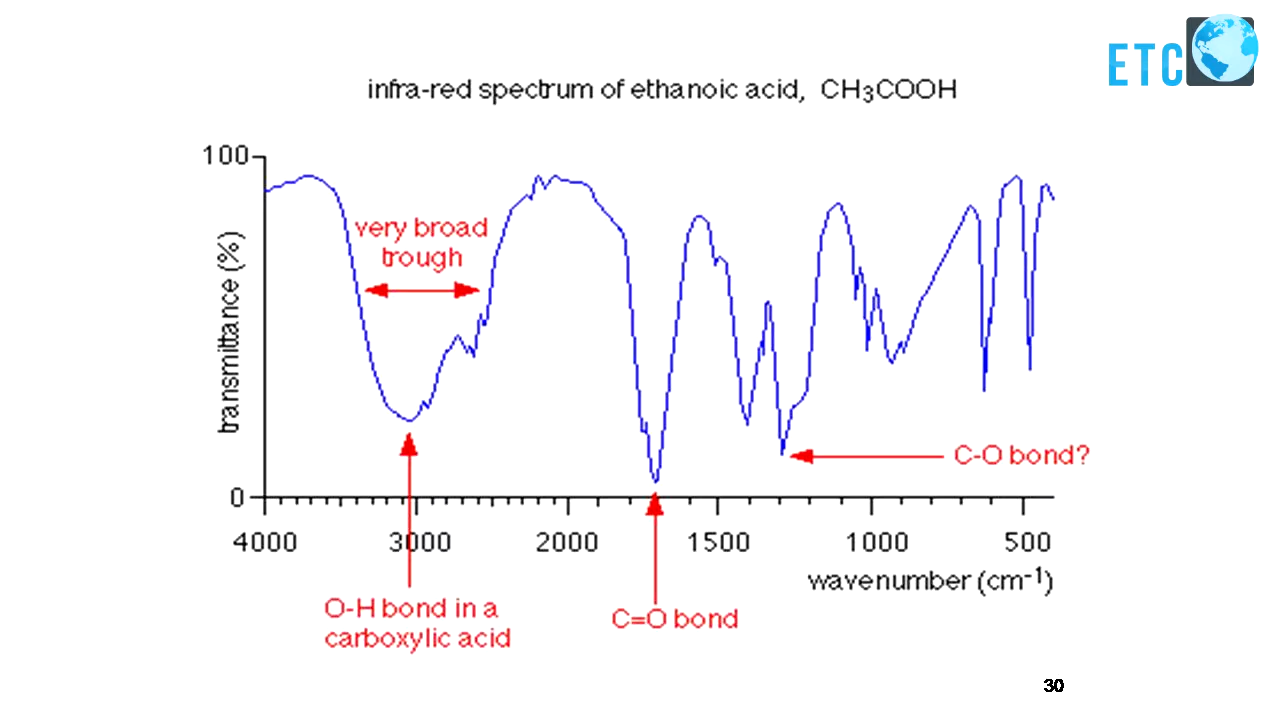 ETC
infra-red spectrum of ethanoic acid, CH₃COOH
100
very broad
trough
transmittance (%)
C-O bond?
0
4000 3000 2000 1500 1000 500
wavenumber (cm⁻¹)
O-H bond in a
carboxylic acid
C=O bond
30